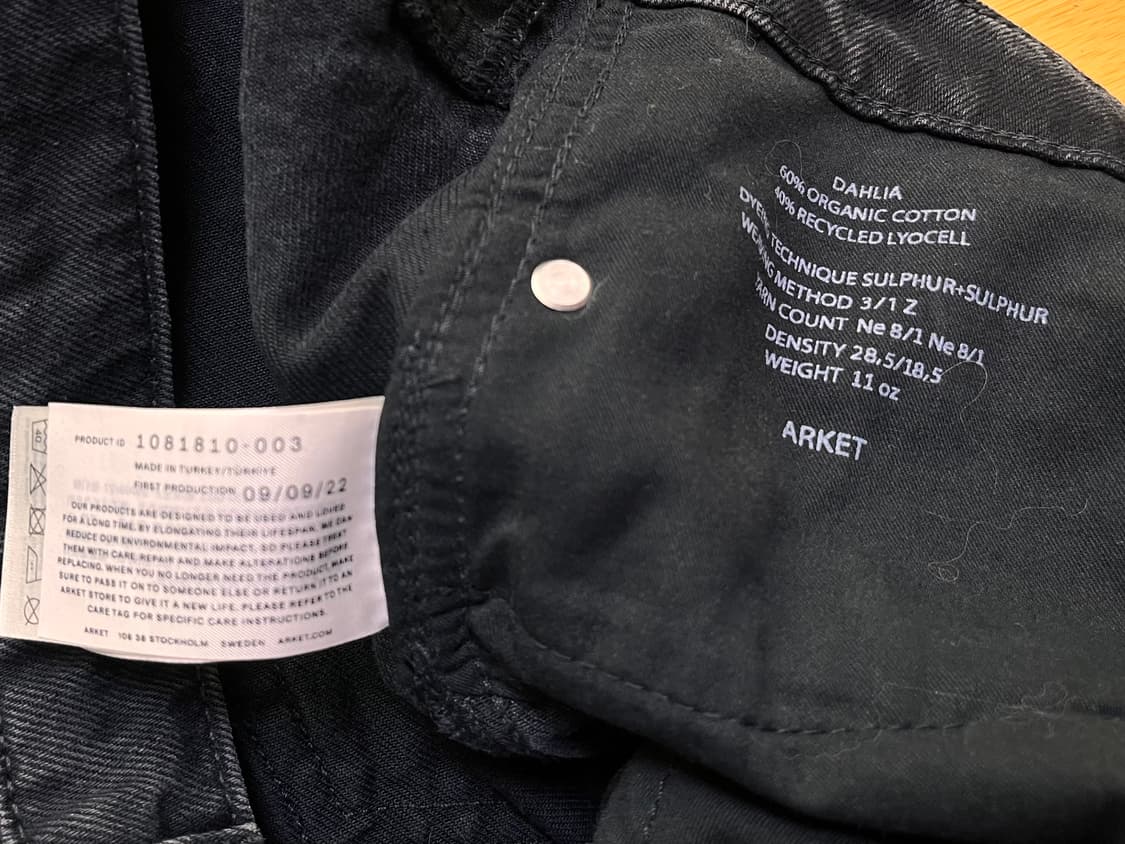 DAHLIA
60% ORGANIC COTTON
40% RECYCLED LYOCELL
DYEING TECHNIQUE SULPHUR+SULPHUR
WEAVING METHOD 3/1 Z
YARN COUNT Ne 8/1 Ne 8/1
DENSITY 28,5/18,5
WEIGHT 11 oz
ARKET
40
PRODUCT ID 1081810-003
MADE IN TURKEY/TÜRKIYE
FIRST PRODUCTION 09/09/22
OUR PRODUCTS ARE DESIGNED TO BE USED AND LOVED
FOR A LONG TIME. BY ELONGATING THEIR LIFESPAN, WE CAN
REDUCE OUR ENVIRONMENTAL IMPACT, SO PLEASE TREAT
THEM WITH CARE, REPAIR AND MAKE ALTERATIONS BEFORE
REPLACING. WHEN YOU NO LONGER NEED THE PRODUCT, MAKE
SURE TO PASS IT ON TO SOMEONE ELSE OR RETURN IT TO AN
ARKET STORE TO GIVE IT A NEW LIFE. PLEASE REFER TO THE
CARE TAG FOR SPECIFIC CARE INSTRUCTIONS.
ARKET 106 38 STOCKHOLM SWEDEN ARKET.COM